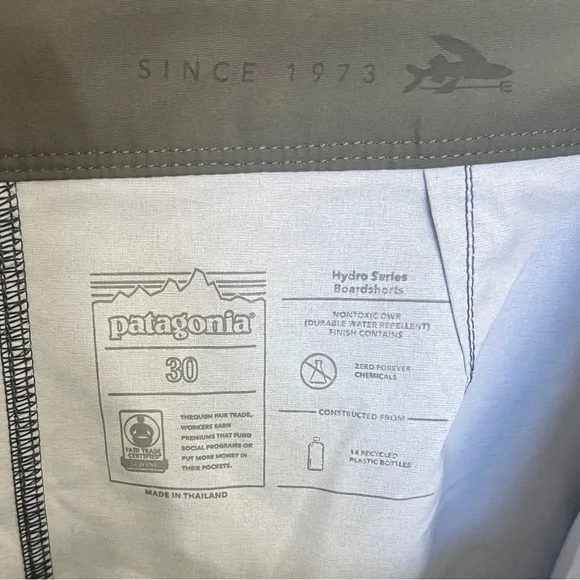 SINCE 1973
patagonia®
30
FAIR TRADE
CERTIFIED
SEWING
THROUGH FAIR TRADE,
WORKERS EARN
PREMIUMS THAT FUND
SOCIAL PROGRAMS OR
PUT MORE MONEY IN
THEIR POCKETS.
MADE IN THAILAND
Hydro Series
Boardshorts
NONTOXIC DWR
(DURABLE WATER REPELLENT)
FINISH CONTAINS
ZERO FOREVER
CHEMICALS
CONSTRUCTED FROM
14 RECYCLED
PLASTIC BOTTLES